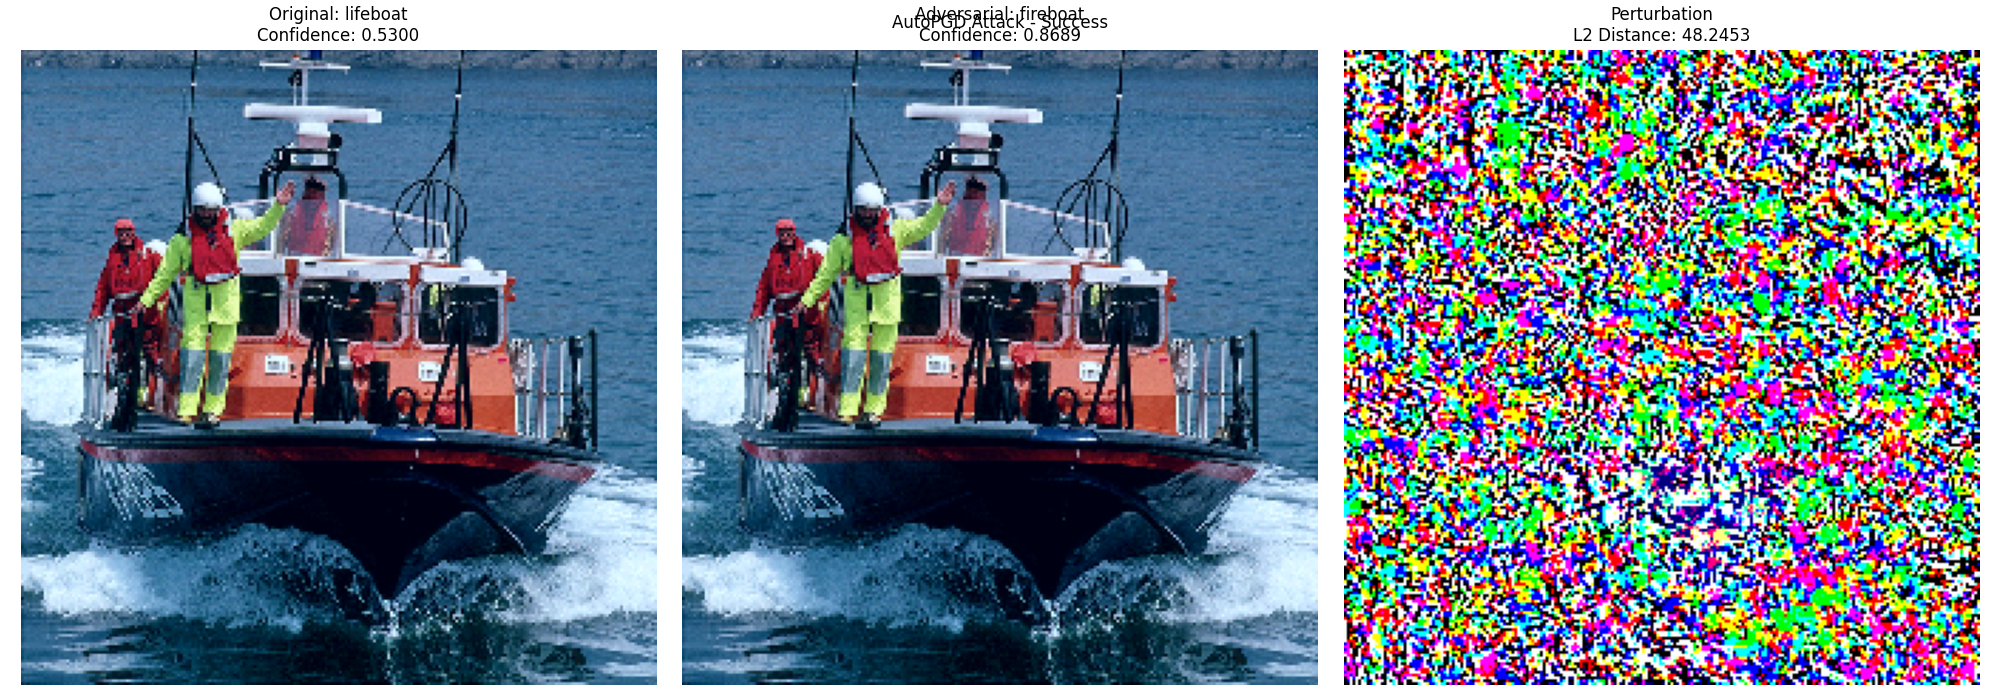 Original: lifeboat
Confidence: 0.5300
Adversarial: fireboat
AutoPGD Attack - Success
Confidence: 0.8689
Perturbation
L2 Distance: 48.2453